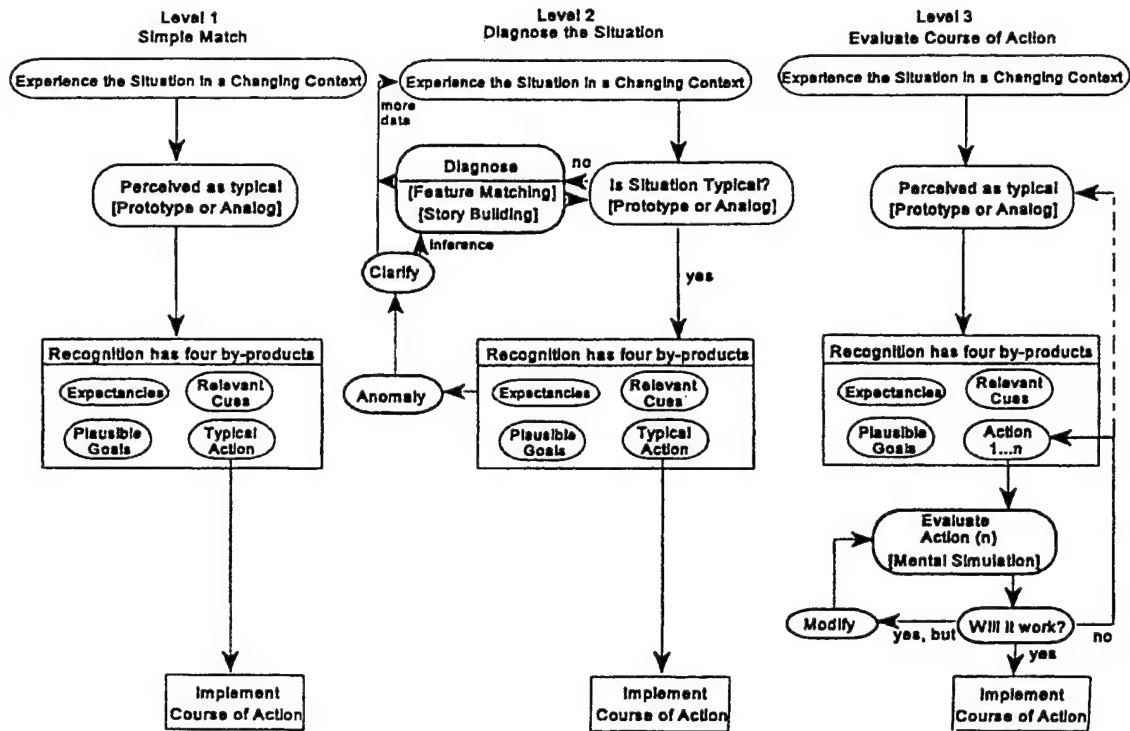 Level 1
Simple Match
Experience the Situation in a Changing Context
Perceived as typical
[Prototype or Analog]
Recognition has four by-products
Expectancies
Relevant
Cues
Plausible
Goals
Typical
Action
Implement
Course of Action
Level 2
Diagnose the Situation
Experience the Situation in a Changing Context
more
data
Diagnose
[Feature Matching]
[Story Building]
no
Is Situation Typical?
[Prototype or Analog]
inference
Clarify
yes
Anomaly
Recognition has four by-products
Expectancies
Relevant
Cues
Plausible
Goals
Typical
Action
Implement
Course of Action
Level 3
Evaluate Course of Action
Experience the Situation in a Changing Context
Perceived as typical
[Prototype or Analog]
Recognition has four by-products
Expectancies
Relevant
Cues
Plausible
Goals
Action
1...n
Evaluate
Action (n)
[Mental Simulation]
Modify
yes, but
Will it work?
no
yes
Implement
Course of Action